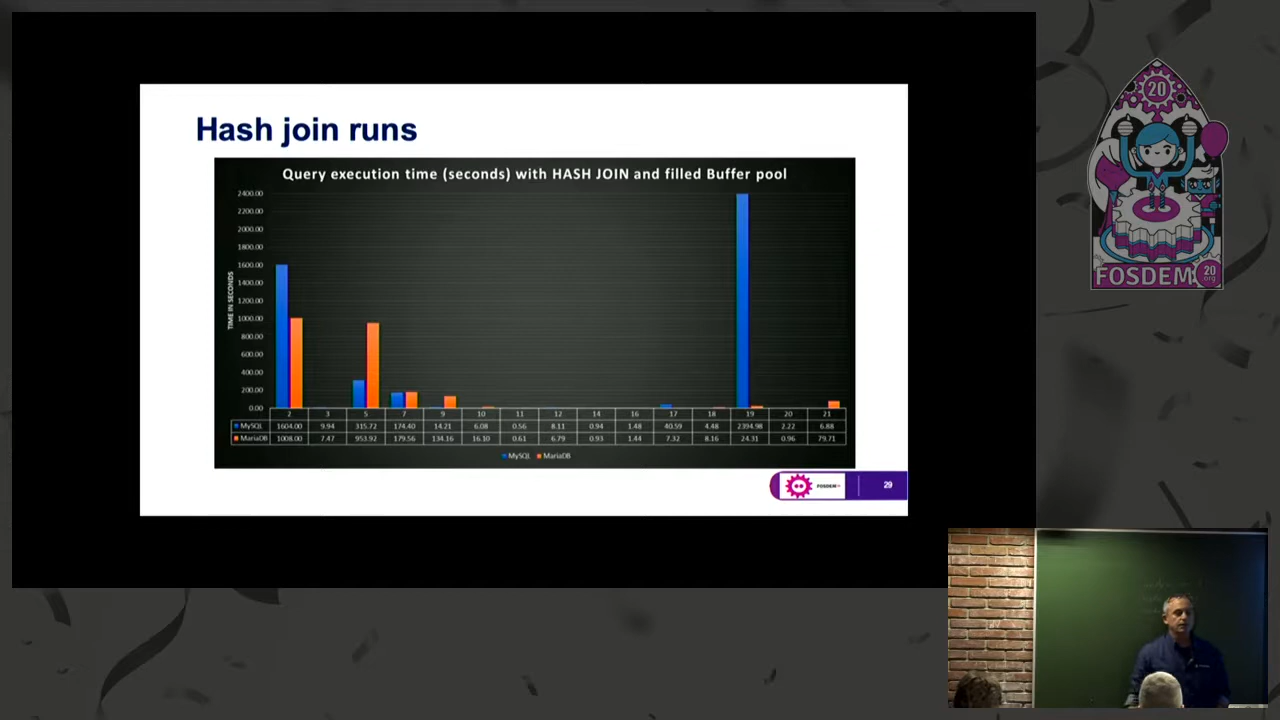 Hash join runs
Query execution time (seconds) with HASH JOIN and filled Buffer pool
TIME IN SECONDS
2400.00
2200.00
2000.00
1800.00
1600.00
1400.00
1200.00
1000.00
800.00
600.00
400.00
200.00
0.00
2 3 5 7 9 10 11 12 14 16 17 18 19 20 21
MySQL 1604.00 9.94 315.72 174.40 14.21 6.08 0.56 8.11 0.94 1.48 40.59 4.48 2394.98 2.22 6.88
MariaDB 1008.00 7.47 953.92 179.56 134.16 16.10 0.61 6.79 0.93 1.44 7.32 8.16 24.31 0.96 79.71
MySQL MariaDB
FOSDEM
29
20
FOSDEM
20
.org